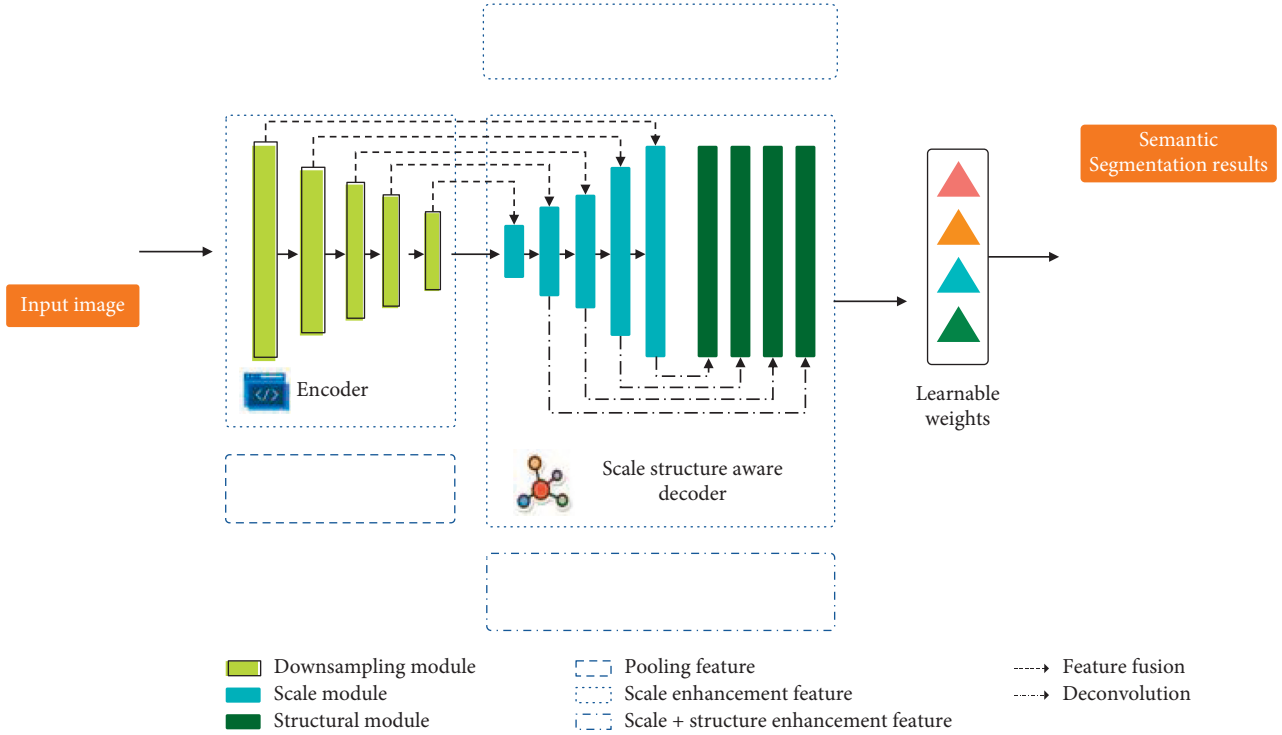 Semantic
Segmentation results
Input image
</>
Encoder
Learnable
weights
Scale structure aware
decoder
Downsampling module
Scale module
Structural module
Pooling feature
Scale enhancement feature
Scale + structure enhancement feature
Feature fusion
Deconvolution